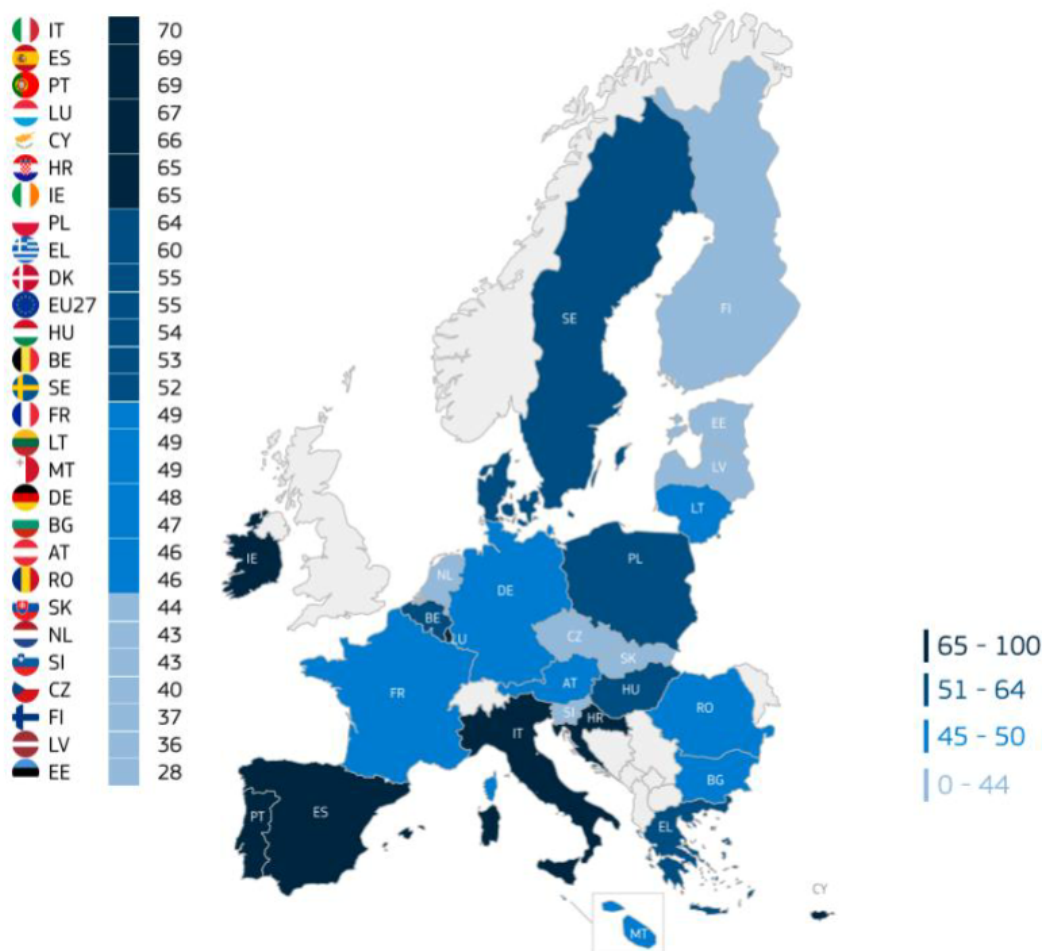 IT 70
ES 69
PT 69
LU 67
CY 66
HR 65
IE 65
PL 64
EL 60
DK 55
EU27 55
HU 54
BE 53
SE 52
FR 49
LT 49
MT 49
DE 48
BG 47
AT 46
RO 46
SK 44
NL 43
SI 43
CZ 40
FI 37
LV 36
EE 28
FI
SE
EE
LV
LT
IE
NL
PL
DE
BE
LU
CZ
SK
FR
AT
HU
RO
SI
HR
IT
BG
PT
ES
EL
CY
MT
65 - 100
51 - 64
45 - 50
0 - 44